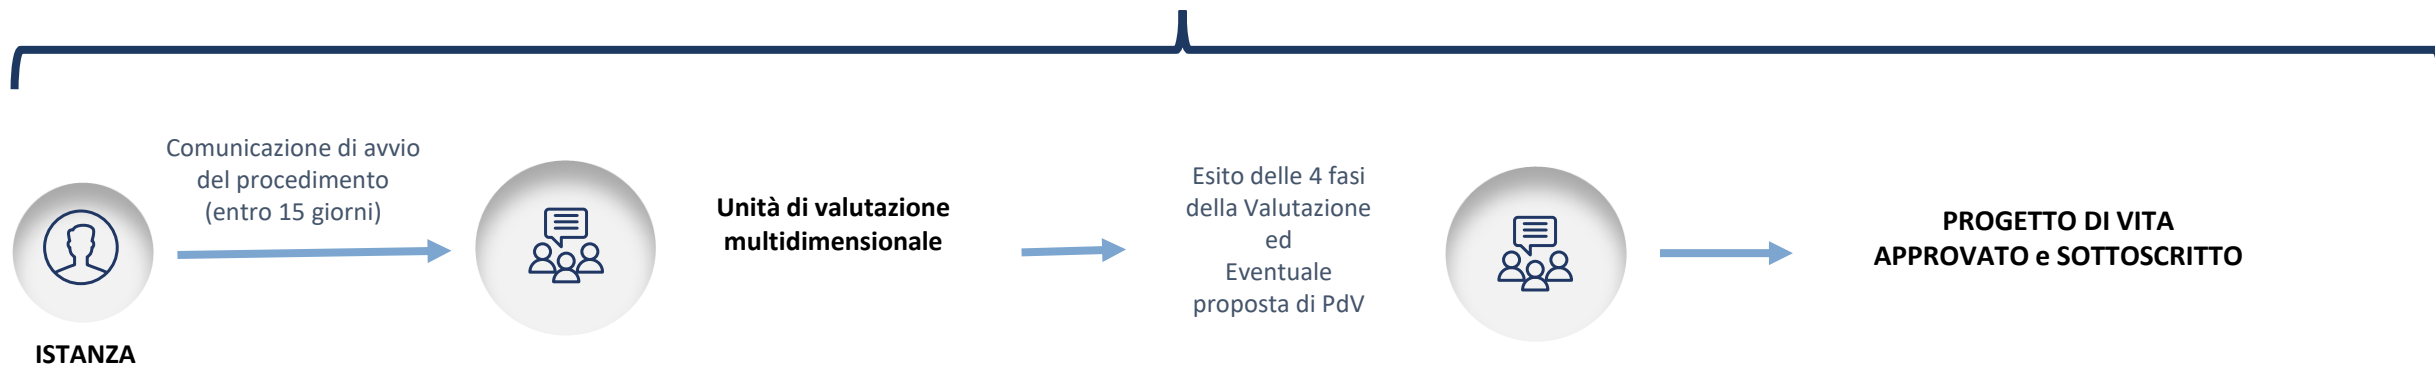 Comunicazione di avvio
del procedimento
(entro 15 giorni)
ISTANZA
Unità di valutazione
multidimensionale
Esito delle 4 fasi
della Valutazione
ed
Eventuale
proposta di PdV
PROGETTO DI VITA
APPROVATO e SOTTOSCRITTO